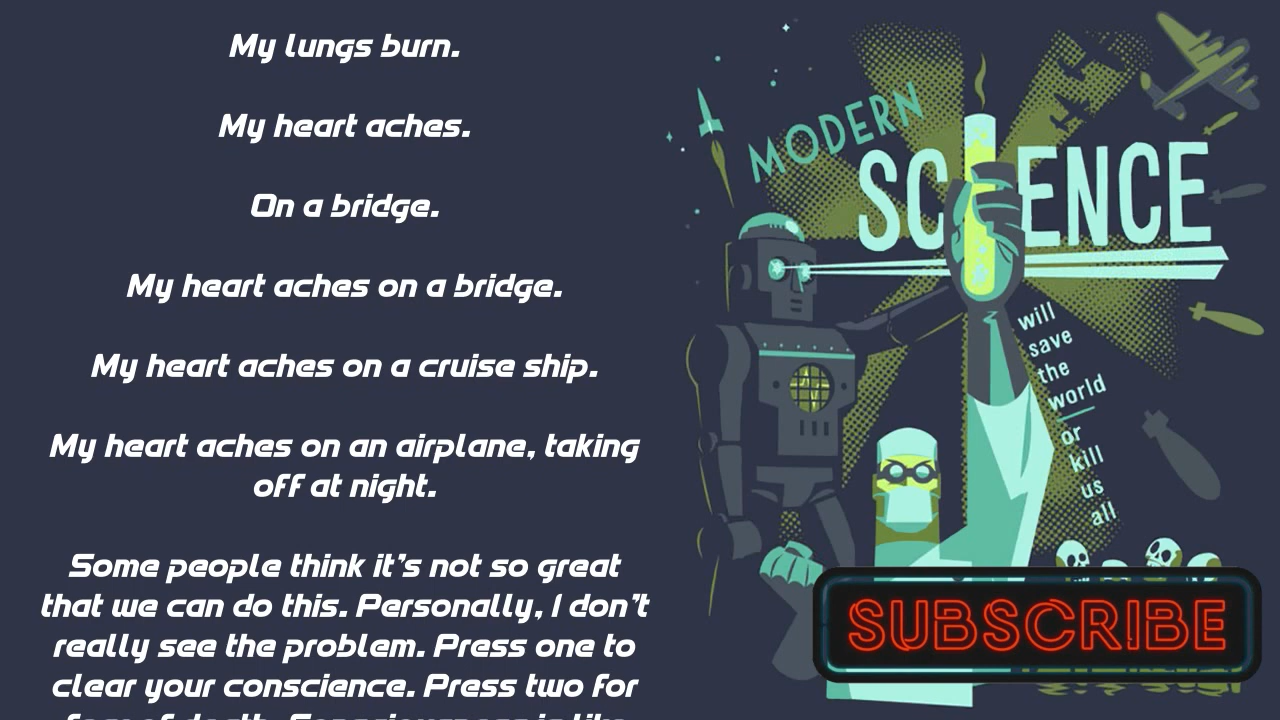 My lungs burn.
My heart aches.
On a bridge.
My heart aches on a bridge.
My heart aches on a cruise ship.
My heart aches on an airplane, taking
off at night.
Some people think it's not so great
that we can do this. Personally, I don't
really see the problem. Press one to
clear your conscience. Press two for
MODERN
SCIENCE
will
save
the
world
or
kill
us
all
SUBSCRIBE